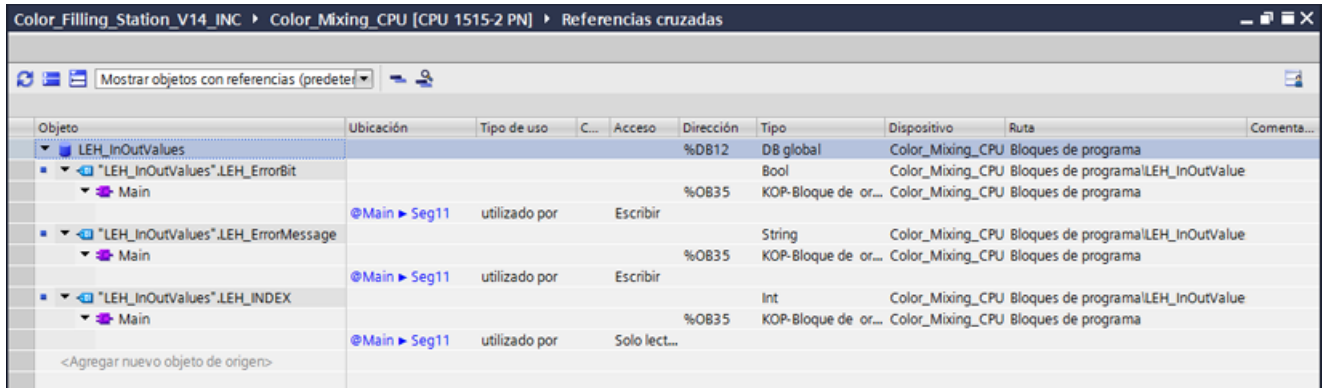 Color_Filling_Station_V14_INC ▸ Color_Mixing_CPU [CPU 1515-2 PN] ▸ Referencias cruzadas
Mostrar objetos con referencias (predeter
Objeto Ubicación Tipo de uso C... Acceso Dirección Tipo Dispositivo Ruta Comenta...
LEH_InOutValues %DB12 DB global Color_Mixing_CPU Bloques de programa
"LEH_InOutValues".LEH_ErrorBit Bool Color_Mixing_CPU Bloques de programa\LEH_InOutValue
Main %OB35 KOP-Bloque de or... Color_Mixing_CPU Bloques de programa
@Main ▸ Seg11 utilizado por Escribir
"LEH_InOutValues".LEH_ErrorMessage String Color_Mixing_CPU Bloques de programa\LEH_InOutValue
Main %OB35 KOP-Bloque de or... Color_Mixing_CPU Bloques de programa
@Main ▸ Seg11 utilizado por Escribir
"LEH_InOutValues".LEH_INDEX Int Color_Mixing_CPU Bloques de programa\LEH_InOutValue
Main %OB35 KOP-Bloque de or... Color_Mixing_CPU Bloques de programa
@Main ▸ Seg11 utilizado por Solo lect...
<Agregar nuevo objeto de origen>